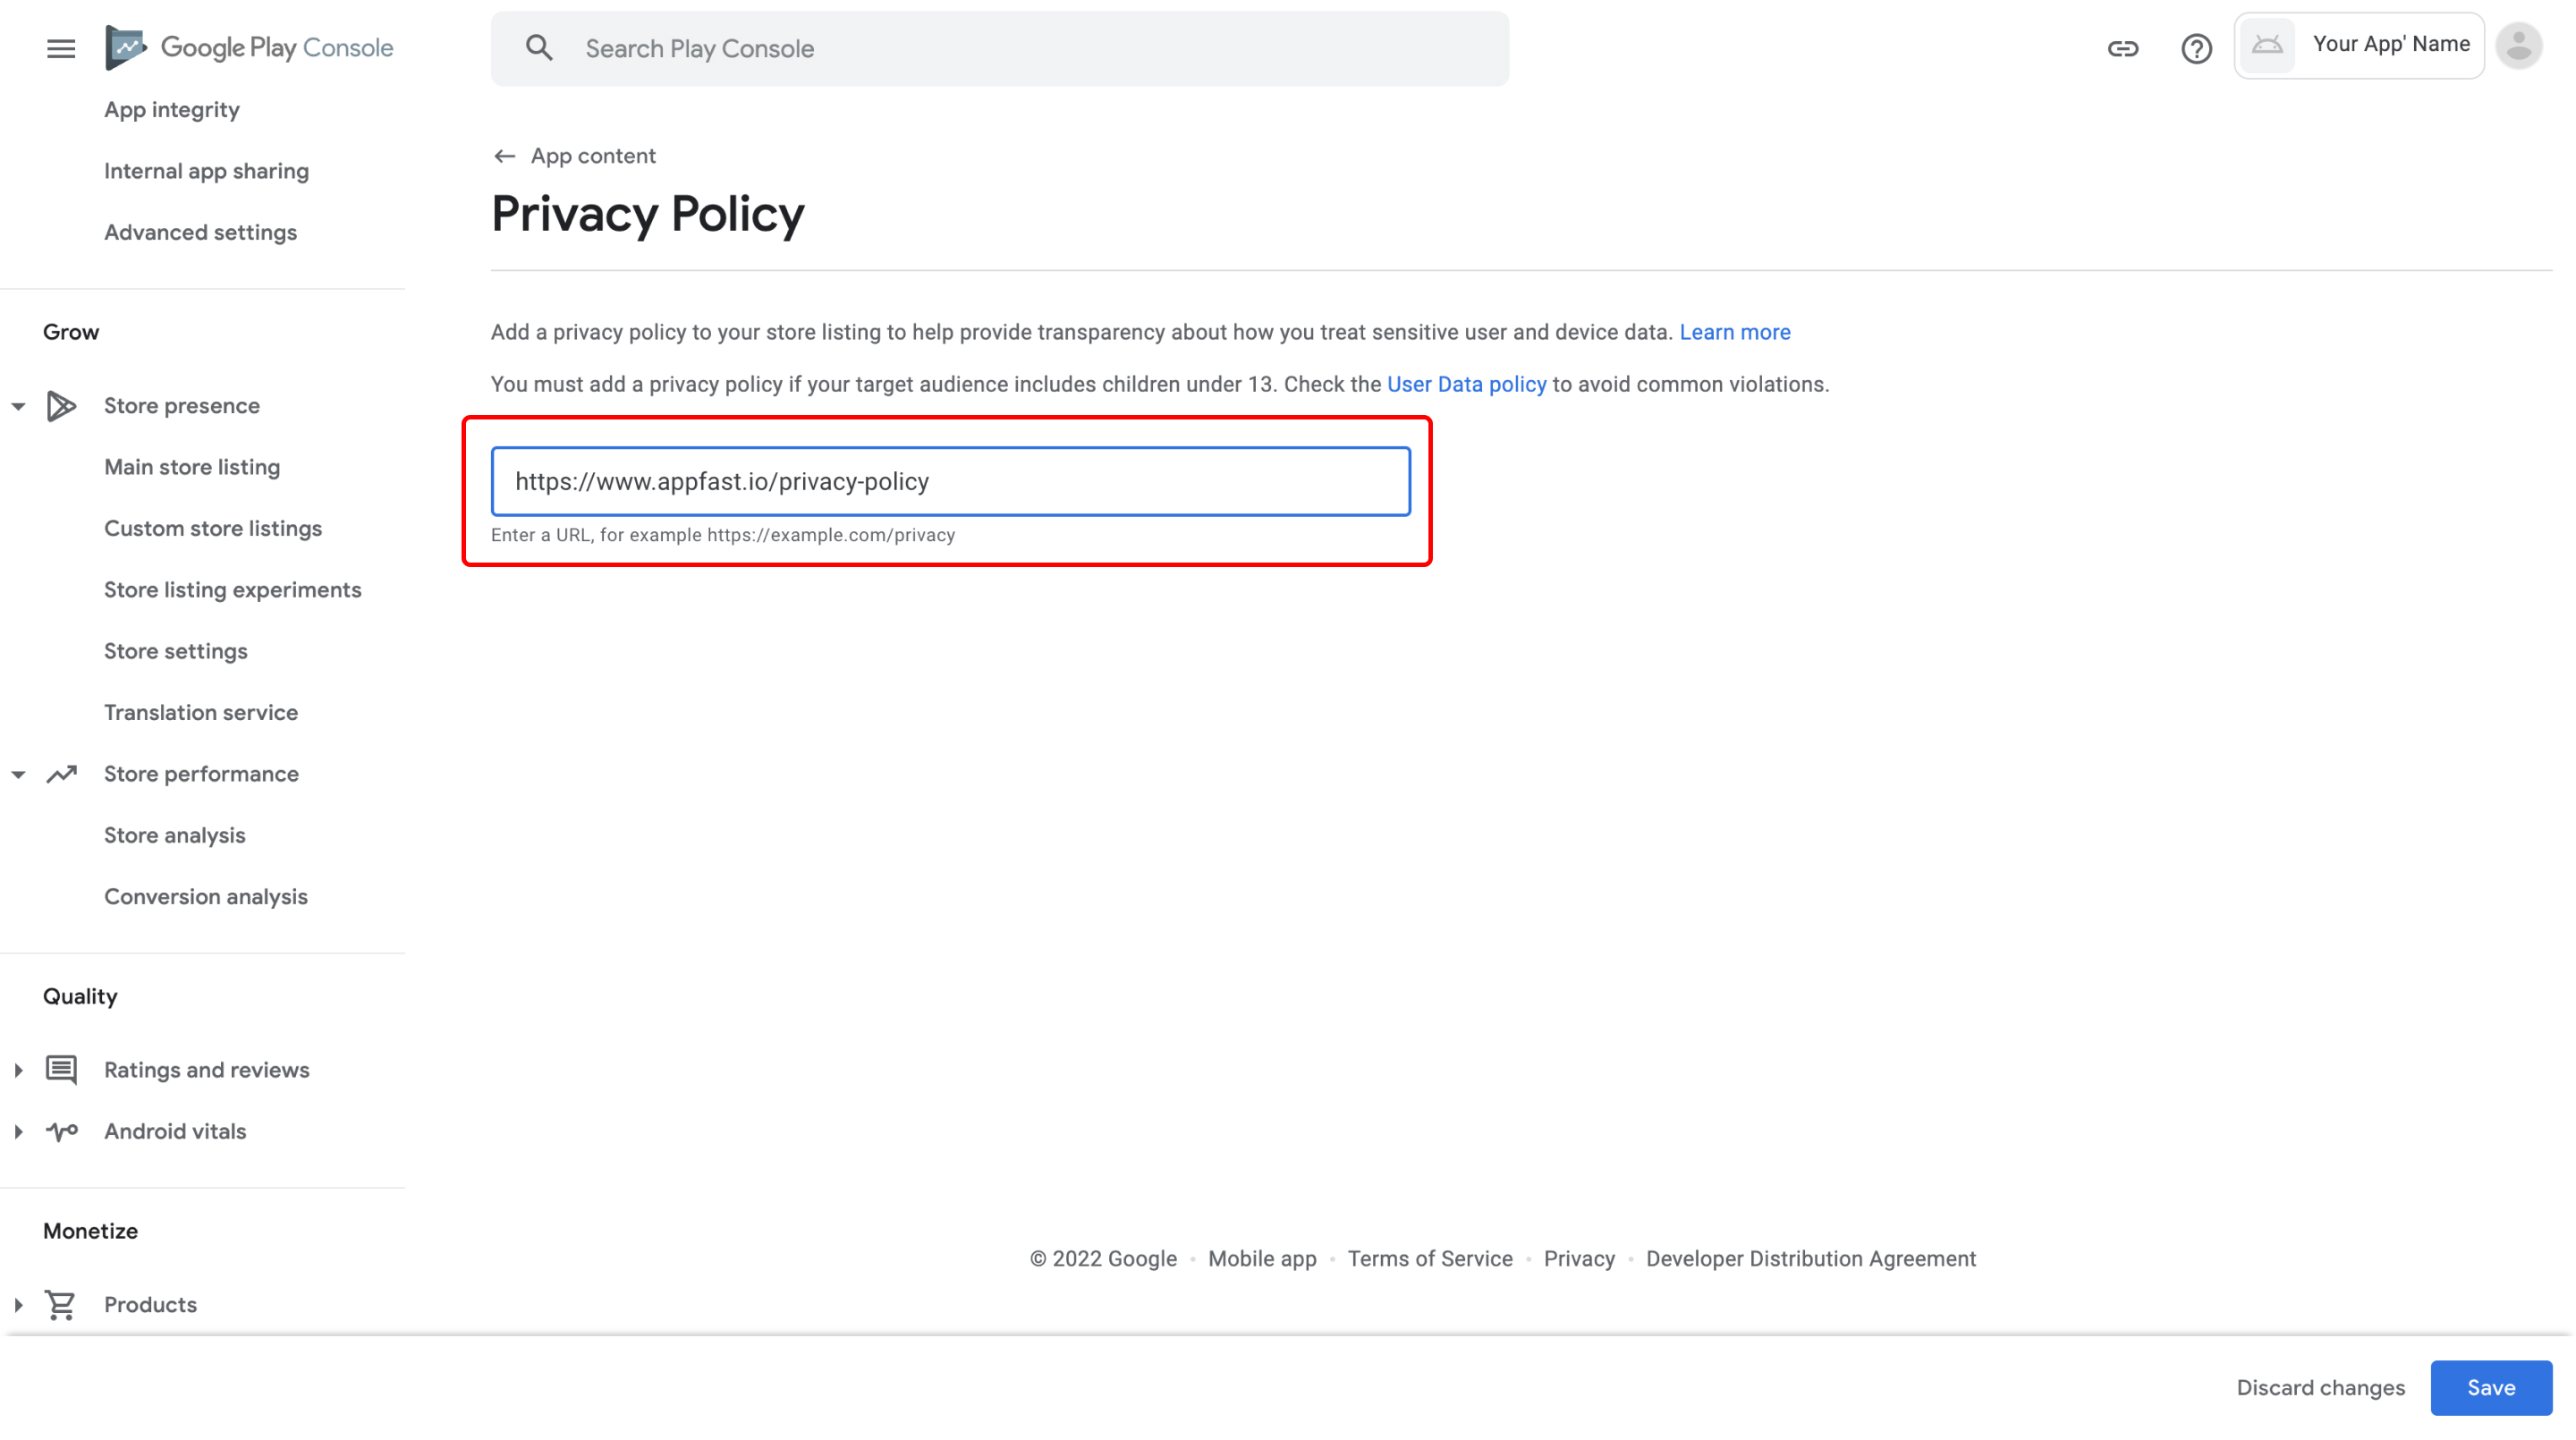 Google Play Console
Search Play Console
Your App' Name
App integrity
Internal app sharing
Advanced settings
Grow
Store presence
Main store listing
Custom store listings
Store listing experiments
Store settings
Translation service
Store performance
Store analysis
Conversion analysis
Quality
Ratings and reviews
Android vitals
Monetize
Products
App content
Privacy Policy
Add a privacy policy to your store listing to help provide transparency about how you treat sensitive user and device data. Learn more
You must add a privacy policy if your target audience includes children under 13. Check the User Data policy to avoid common violations.
https://www.appfast.io/privacy-policy
Enter a URL, for example https://example.com/privacy
© 2022 Google • Mobile app • Terms of Service • Privacy • Developer Distribution Agreement
Discard changes
Save